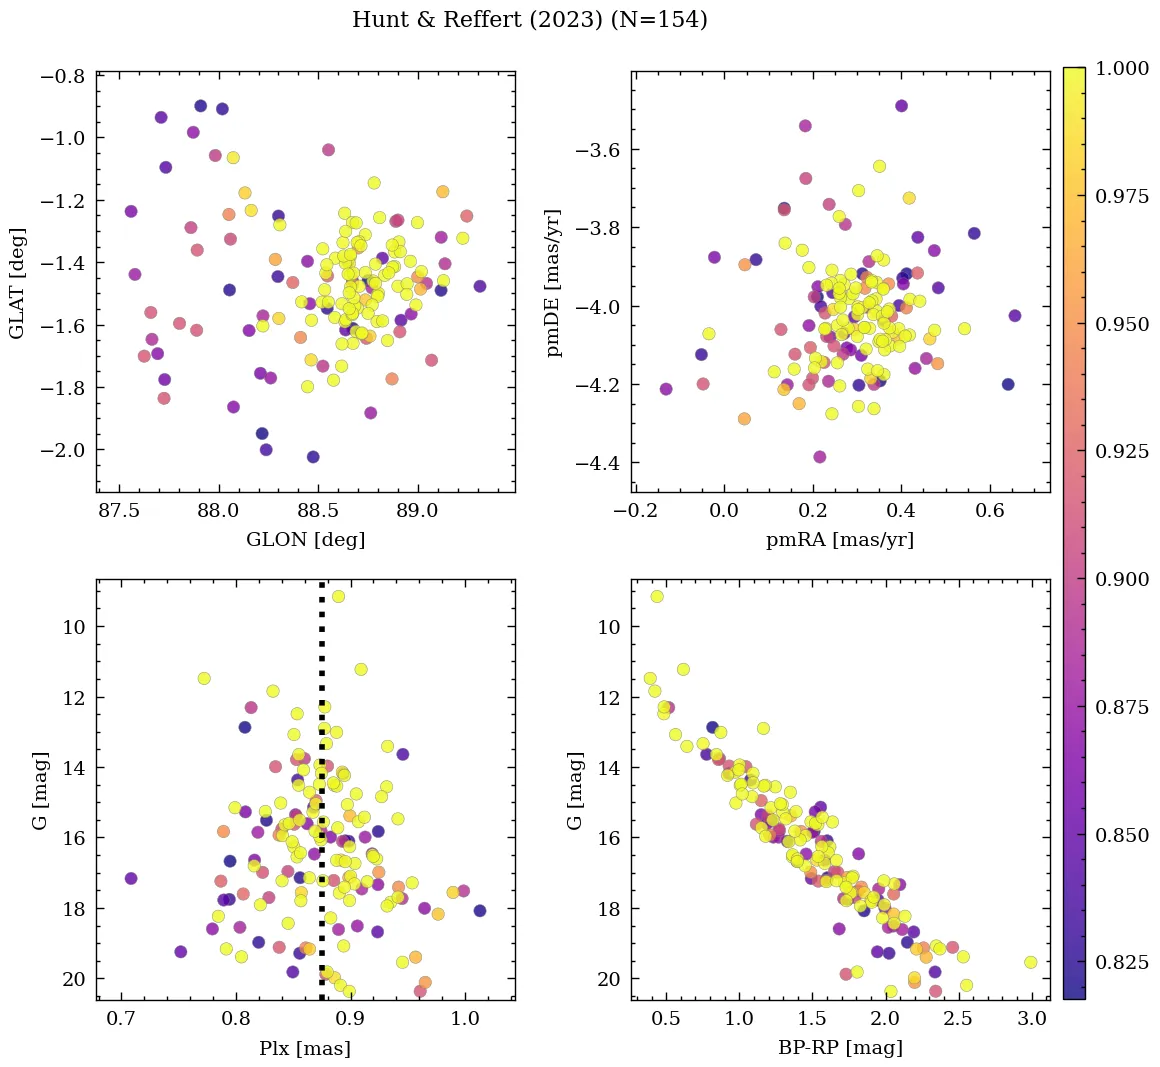 Hunt & Reffert (2023) (N=154)
−0.8
−1.0
−1.2
−1.4
−1.6
−1.8
−2.0
GLAT [deg]
87.5 88.0 88.5 89.0
GLON [deg]
−3.6
−3.8
−4.0
−4.2
−4.4
pmDE [mas/yr]
−0.2 0.0 0.2 0.4 0.6
pmRA [mas/yr]
10
12
14
16
18
20
G [mag]
0.7 0.8 0.9 1.0
Plx [mas]
10
12
14
16
18
20
G [mag]
0.5 1.0 1.5 2.0 2.5 3.0
BP-RP [mag]
1.000
0.975
0.950
0.925
0.900
0.875
0.850
0.825